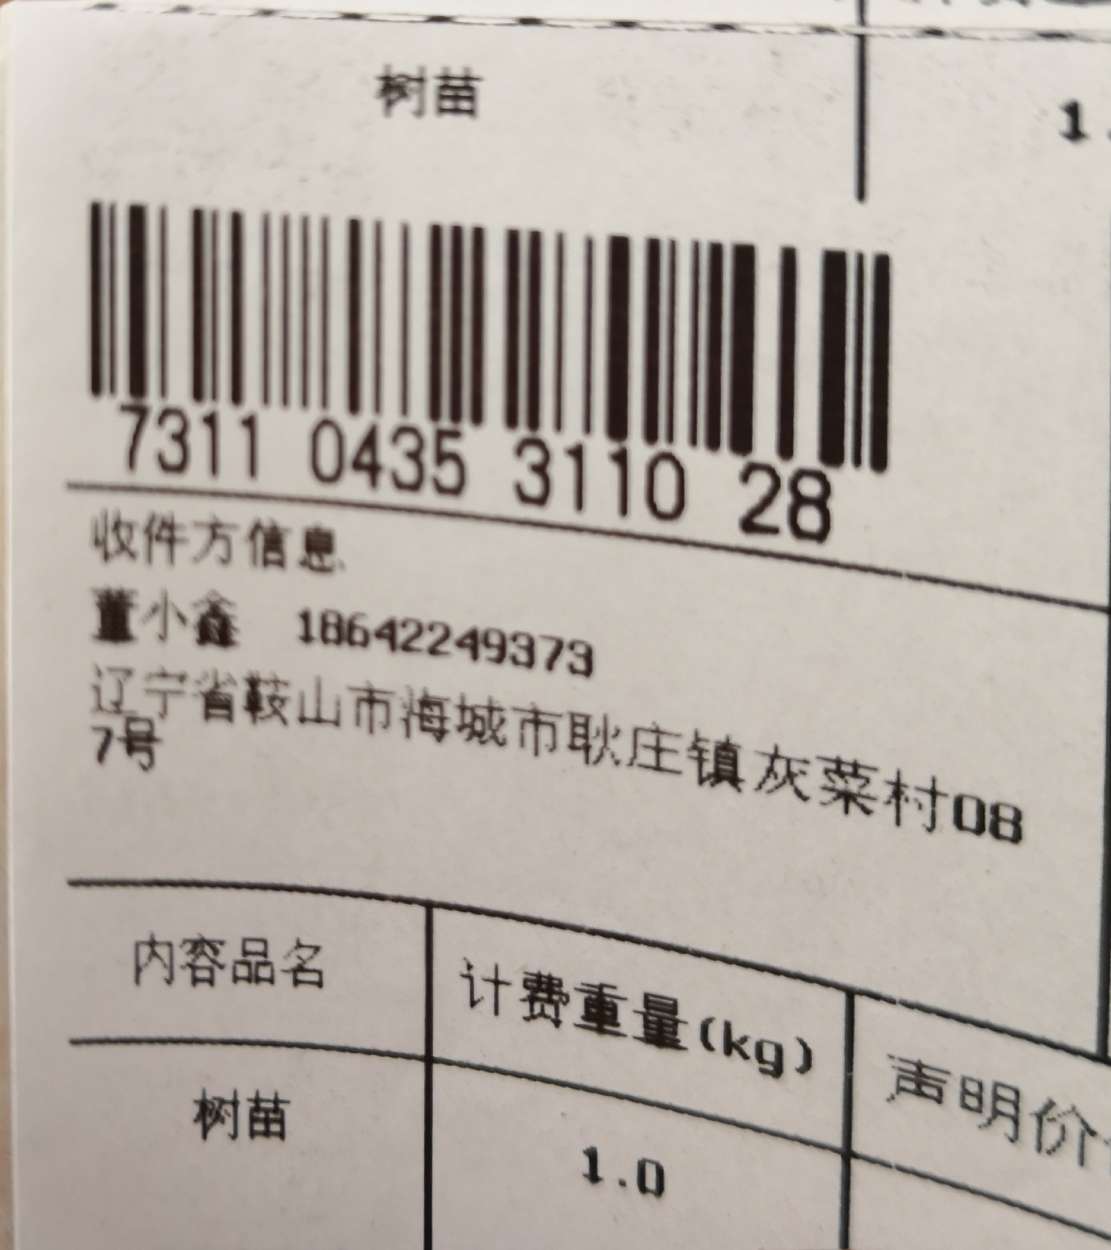 树苗
1.
7311 0435 3110 28
收件方信息
董小鑫 18642249373
辽宁省鞍山市海城市耿庄镇灰菜村08
7号
内容品名 计费重量(kg) 声明价
树苗 1.0